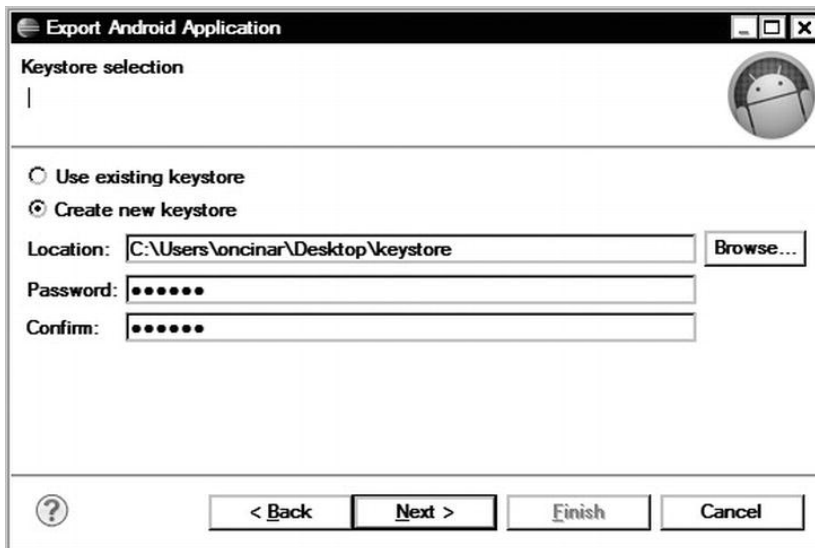 Export Android Application
Keystore selection
Use existing keystore
Create new keystore
Location: C:\Users\oncinar\Desktop\keystore Browse...
Password: ●●●●●●
Confirm: ●●●●●●
? < Back Next > Finish Cancel